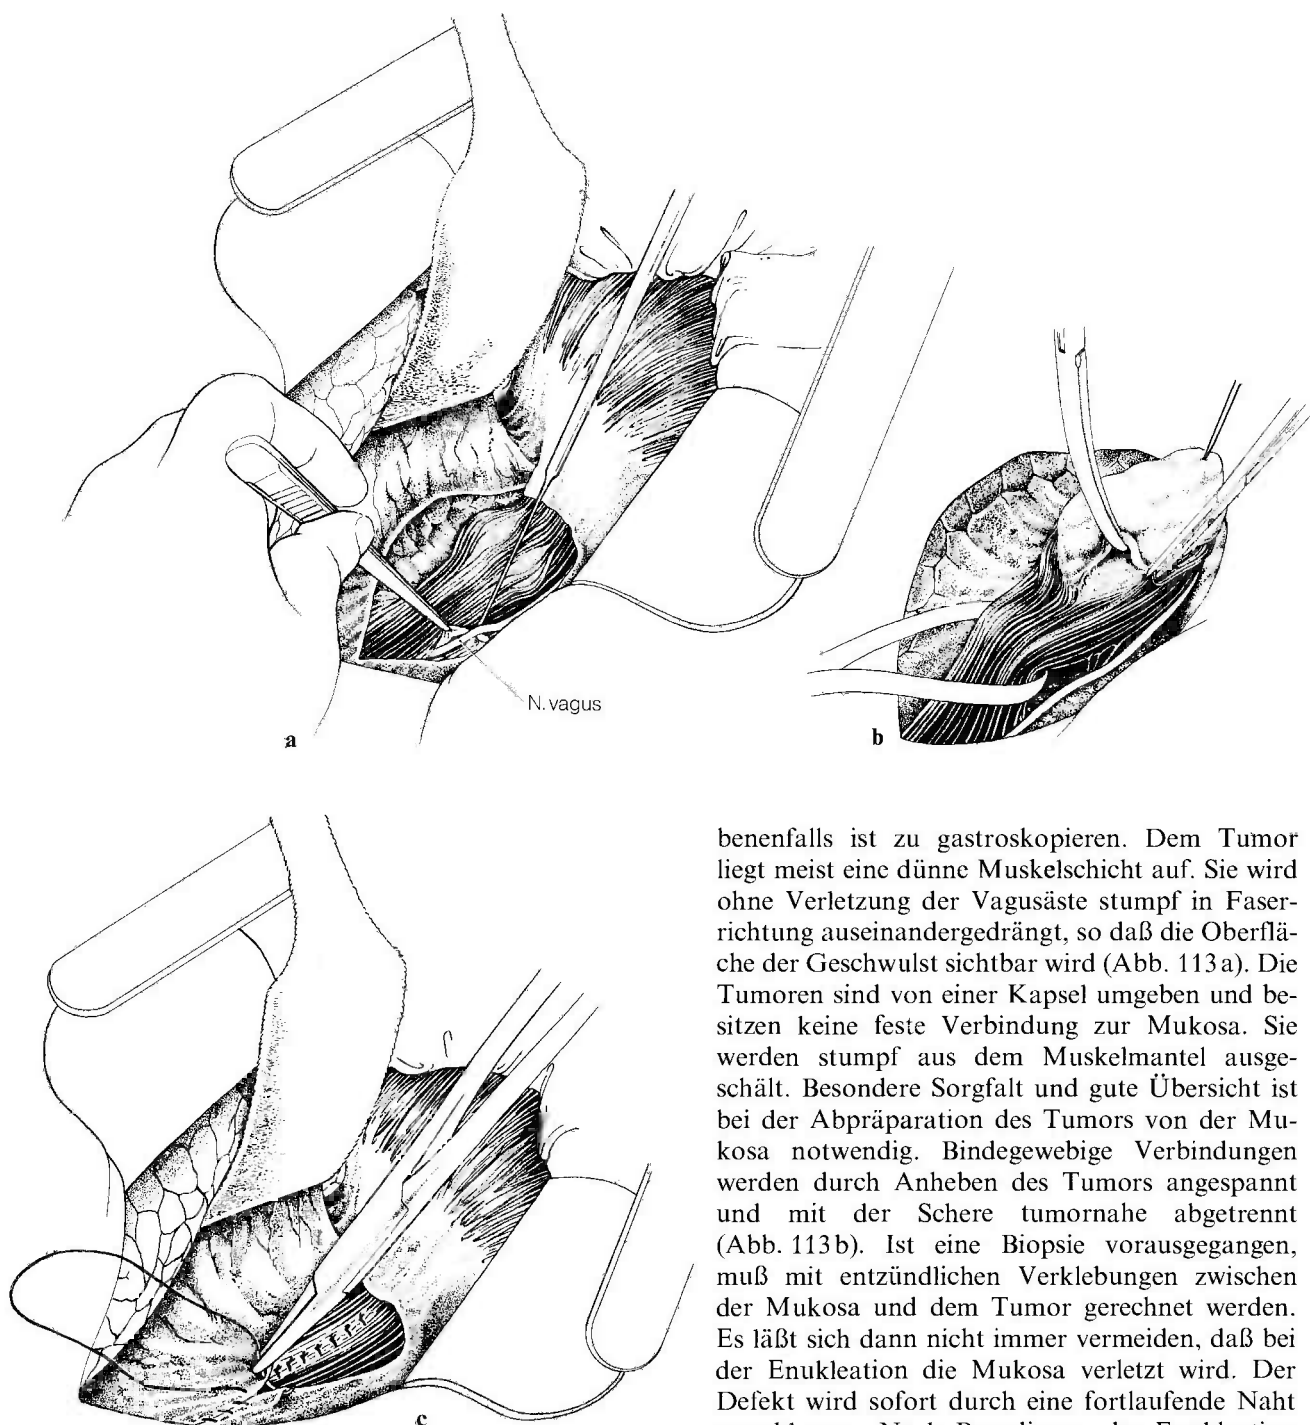 N. vagus
a
b
benenfalls ist zu gastroskopieren. Dem Tumor
liegt meist eine dünne Muskelschicht auf. Sie wird
ohne Verletzung der Vagusäste stumpf in Faser-
richtung auseinandergedrängt, so daß die Oberflä-
che der Geschwulst sichtbar wird (Abb. 113a). Die
Tumoren sind von einer Kapsel umgeben und be-
sitzen keine feste Verbindung zur Mukosa. Sie
werden stumpf aus dem Muskelmantel ausge-
schält. Besondere Sorgfalt und gute Übersicht ist
bei der Abpräparation des Tumors von der Mu-
kosa notwendig. Bindegewebige Verbindungen
werden durch Anheben des Tumors angespannt
und mit der Schere tumornahe abgetrennt
(Abb. 113b). Ist eine Biopsie vorausgegangen,
muß mit entzündlichen Verklebungen zwischen
der Mukosa und dem Tumor gerechnet werden.
Es läßt sich dann nicht immer vermeiden, daß bei
der Enukleation die Mukosa verletzt wird. Der
Defekt wird sofort durch eine fortlaufende Naht
c